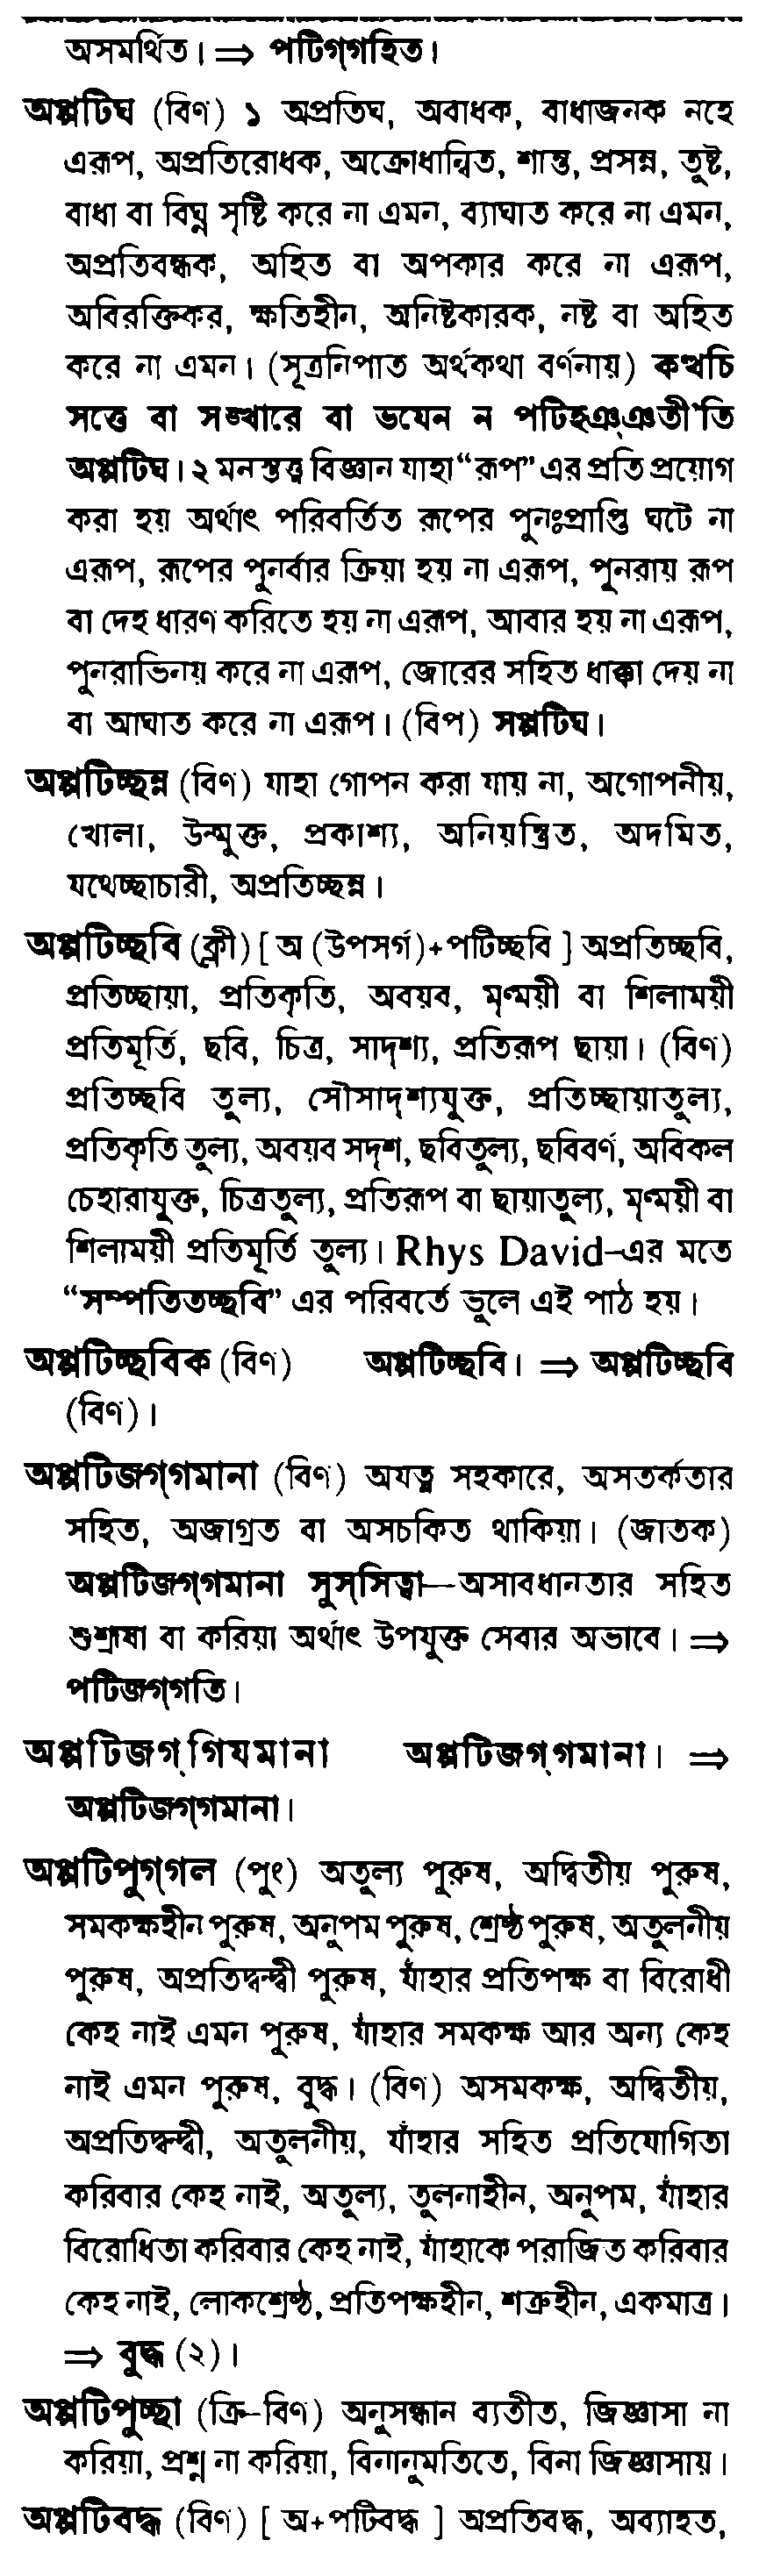 অসমর্থিত। ⇒ পটিগ্গহিত।
অপ্পটিঘ (বিণ) ১ অপ্রতিঘ, অবাধক, বাধাজনক নহে
এরূপ, অপ্রতিরোধক, অক্রোধান্বিত, শান্ত, প্রসন্ন, তুষ্ট,
বাধা বা বিঘ্ন সৃষ্টি করে না এমন, ব্যাঘাত করে না এমন,
অপ্রতিবন্ধক, অহিত বা অপকার করে না এরূপ,
অবিরক্তিকর, ক্ষতিহীন, অনিষ্টকারক, নষ্ট বা অহিত
করে না এমন। (সূত্রনিপাত অর্থকথা বর্ণনায়) কত্থচি
সত্তে বা সঙ্খারে বা ভযেন ন পটিহঞ্ঞতী'তি
অপ্পটিঘ। ২ মনস্তত্ত্ব বিজ্ঞান যাহা “রূপ” এর প্রতি প্রয়োগ
করা হয় অর্থাৎ পরিবর্তিত রূপের পুনঃপ্রাপ্তি ঘটে না
এরূপ, রূপের পুনর্বার ক্রিয়া হয় না এরূপ, পুনরায় রূপ
বা দেহ ধারণ করিতে হয় না এরূপ, আবার হয় না এরূপ,
পুনরাভিনয় করে না এরূপ, জোরের সহিত ধাক্কা দেয় না
বা আঘাত করে না এরূপ। (বিপ) সপ্পটিঘ।
অপ্পটিচ্ছন্ন (বিণ) যাহা গোপন করা যায় না, অগোপনীয়,
খোলা, উন্মুক্ত, প্রকাশ্য, অনিয়ন্ত্রিত, অদমিত,
যথেচ্ছাচারী, অপ্রতিচ্ছন্ন।
অপ্পটিচ্ছবি (ক্লী) [ অ (উপসর্গ)+পটিচ্ছবি ] অপ্রতিচ্ছবি,
প্রতিচ্ছায়া, প্রতিকৃতি, অবয়ব, মৃণ্ময়ী বা শিলাময়ী
প্রতিমূর্তি, ছবি, চিত্র, সাদৃশ্য, প্রতিরূপ ছায়া। (বিণ)
প্রতিচ্ছবি তুল্য, সৌসাদৃশ্যযুক্ত, প্রতিচ্ছায়াতুল্য,
প্রতিকৃতি তুল্য, অবয়ব সদৃশ, ছবিতুল্য, ছবিবর্ণ, অবিকল
চেহারাযুক্ত, চিত্রতুল্য, প্রতিরূপ বা ছায়াতুল্য, মৃণ্ময়ী বা
শিলাময়ী প্রতিমূর্তি তুল্য। Rhys David–এর মতে
“সম্পতিতচ্ছবি” এর পরিবর্তে ভুলে এই পাঠ হয়।
অপ্পটিচ্ছবিক (বিণ) অপ্পটিচ্ছবি। ⇒ অপ্পটিচ্ছবি
(বিণ)।
অপ্পটিজগ্গমানা (বিণ) অযত্ন সহকারে, অসতর্কতার
সহিত, অজাগ্রত বা অসচকিত থাকিয়া। (জাতক)
অপ্পটিজগ্গমানা সুস্সিত্বা—অসাবধানতার সহিত
শুশ্রূষা বা করিয়া অর্থাৎ উপযুক্ত সেবার অভাবে। ⇒
পটিজগ্গতি।
অপ্পটিজগ্গিযমানা অপ্পটিজগ্গমানা। ⇒
অপ্পটিজগ্গমানা।
অপ্পটিপুগ্গল (পুং) অতুল্য পুরুষ, অদ্বিতীয় পুরুষ,
সমকক্ষহীন পুরুষ, অনুপম পুরুষ, শ্রেষ্ঠ পুরুষ, অতুলনীয়
পুরুষ, অপ্রতিদ্বন্দ্বী পুরুষ, যাঁহার প্রতিপক্ষ বা বিরোধী
কেহ নাই এমন পুরুষ, যাঁহার সমকক্ষ আর অন্য কেহ
নাই এমন পুরুষ, বুদ্ধ। (বিণ) অসমকক্ষ, অদ্বিতীয়,
অপ্রতিদ্বন্দ্বী, অতুলনীয়, যাঁহার সহিত প্রতিযোগিতা
করিবার কেহ নাই, অতুল্য, তুলনাহীন, অনুপম, যাঁহার
বিরোধিতা করিবার কেহ নাই, যাঁহাকে পরাজিত করিবার
কেহ নাই, লোকশ্রেষ্ঠ, প্রতিপক্ষহীন, শত্রুহীন, একমাত্র।
⇒ বুদ্ধ (২)।
অপ্পটিপুচ্ছা (ক্রি–বিণ) অনুসন্ধান ব্যতীত, জিজ্ঞাসা না
করিয়া, প্রশ্ন না করিয়া, বিনানুমতিতে, বিনা জিজ্ঞাসায়।
অপ্পটিবদ্ধ (বিণ) [ অ+পটিবদ্ধ ] অপ্রতিবদ্ধ, অব্যাহত,